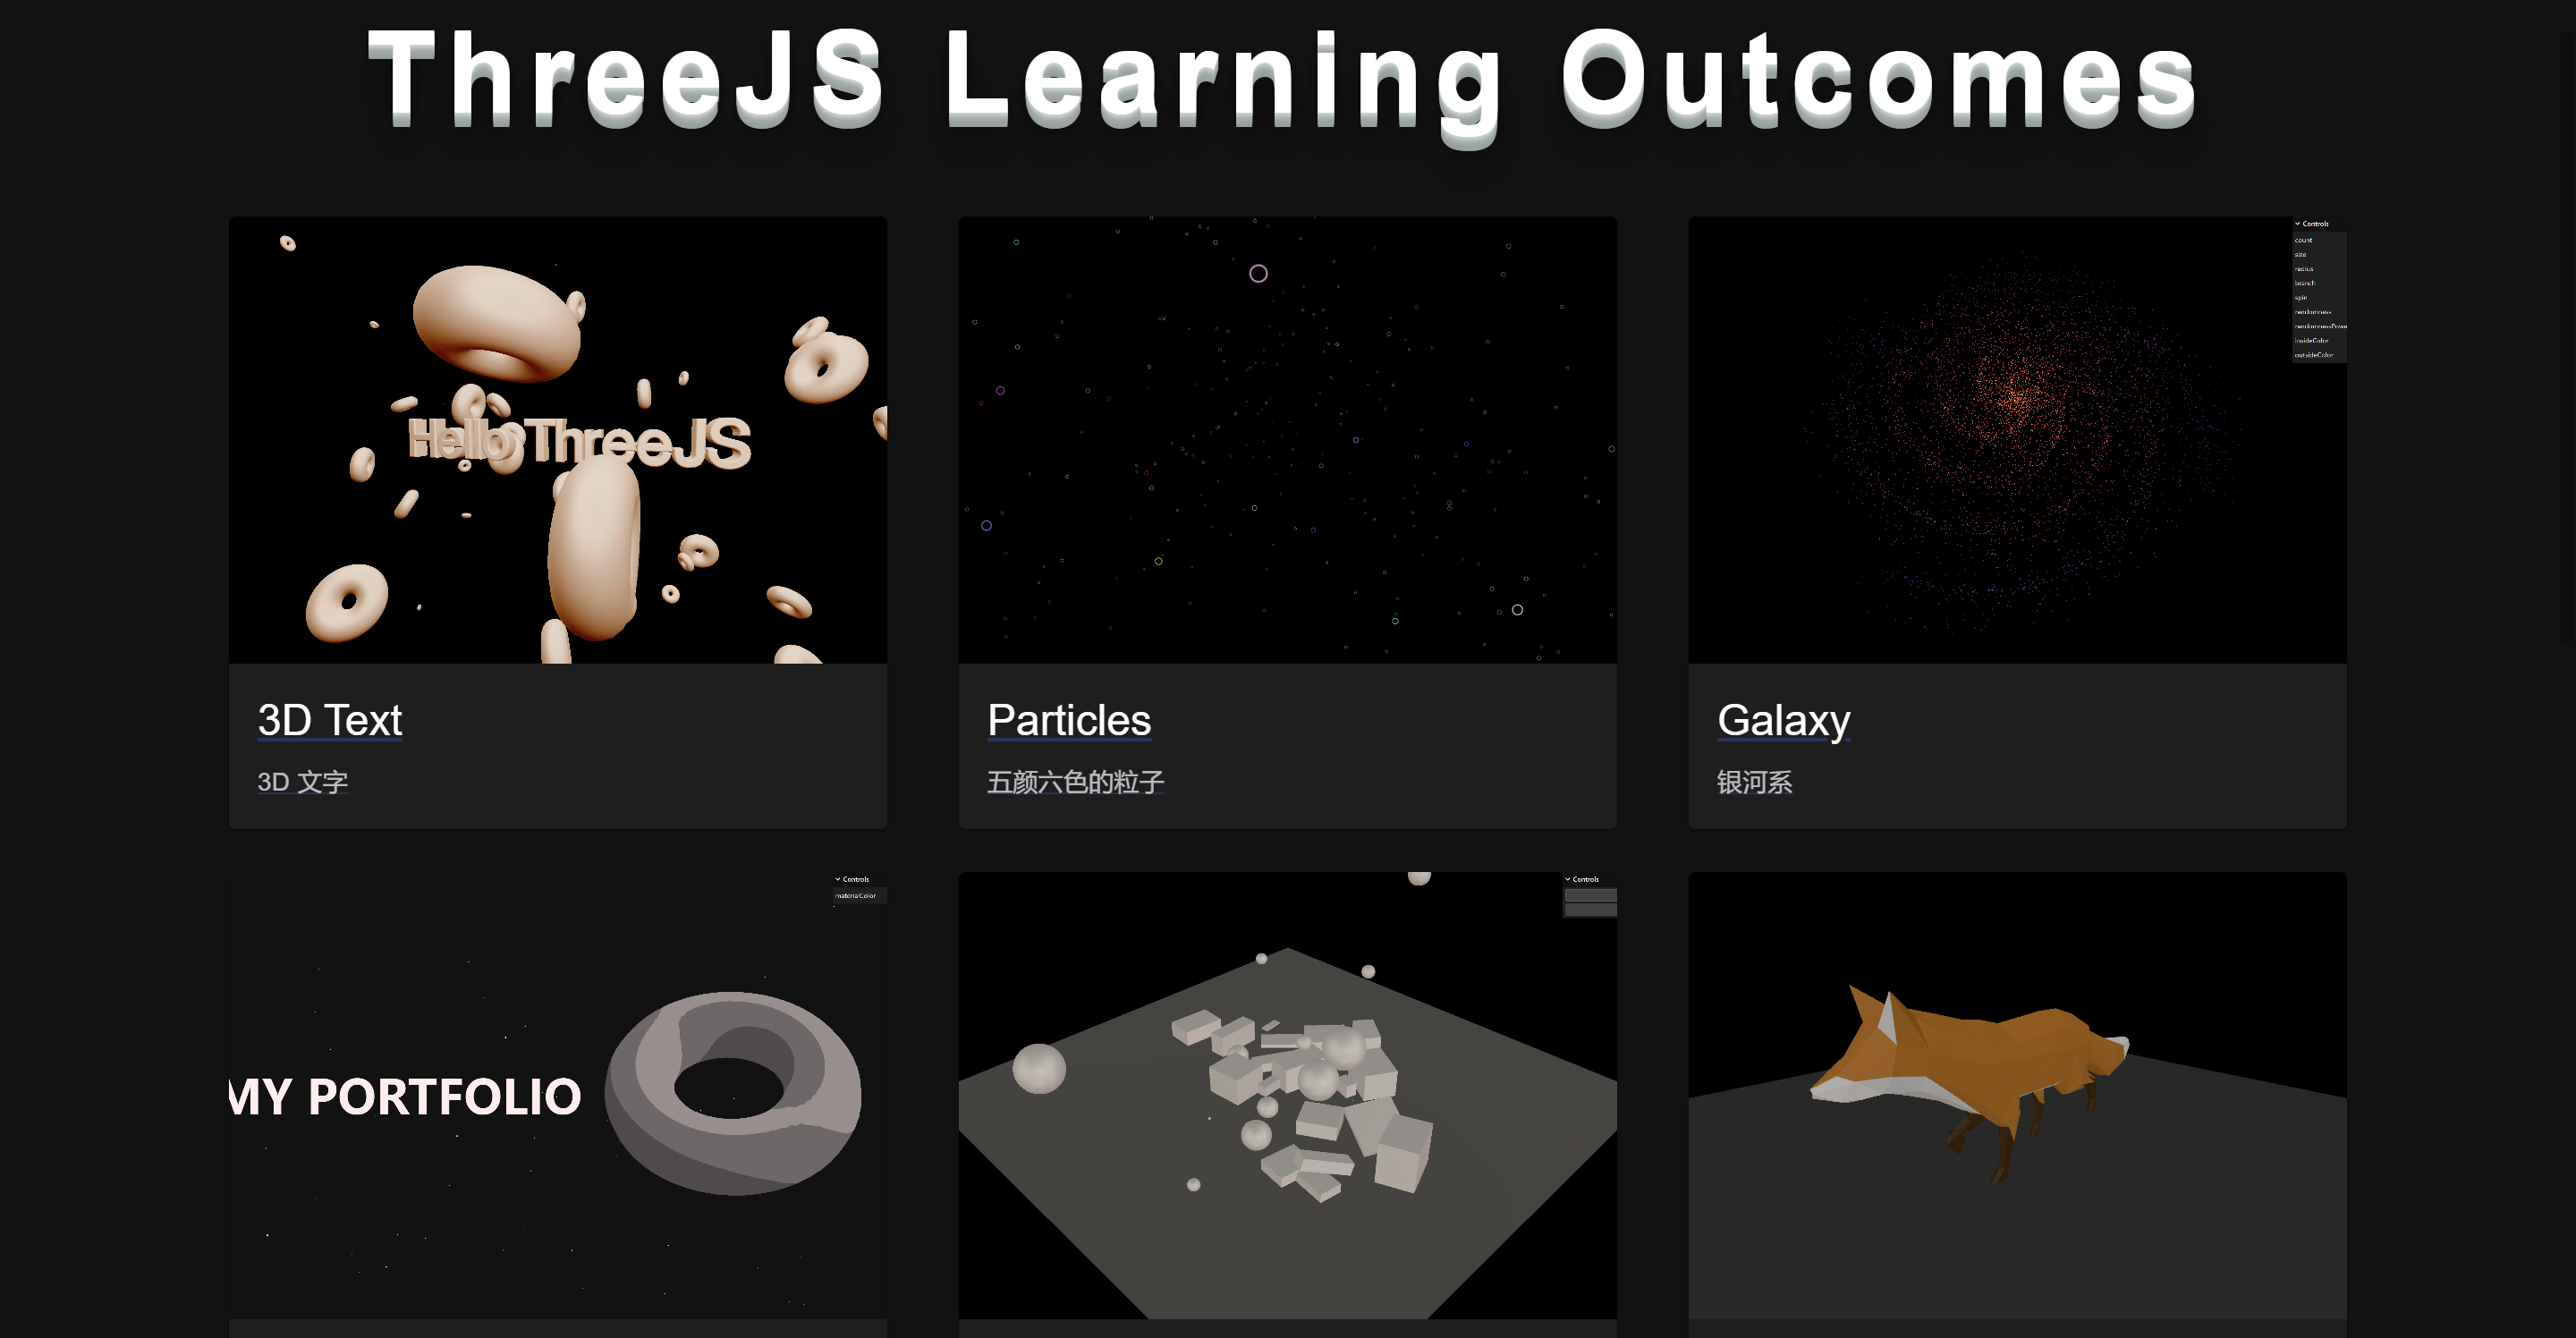 ThreeJS Learning Outcomes
Hello ThreeJS
Controls
count
size
radius
branch
spin
randomness
randomnessPowe
insideColor
outsideColor
3D Text
3D 文字
Particles
五颜六色的粒子
Galaxy
银河系
Controls
materialColor
MY PORTFOLIO
Controls